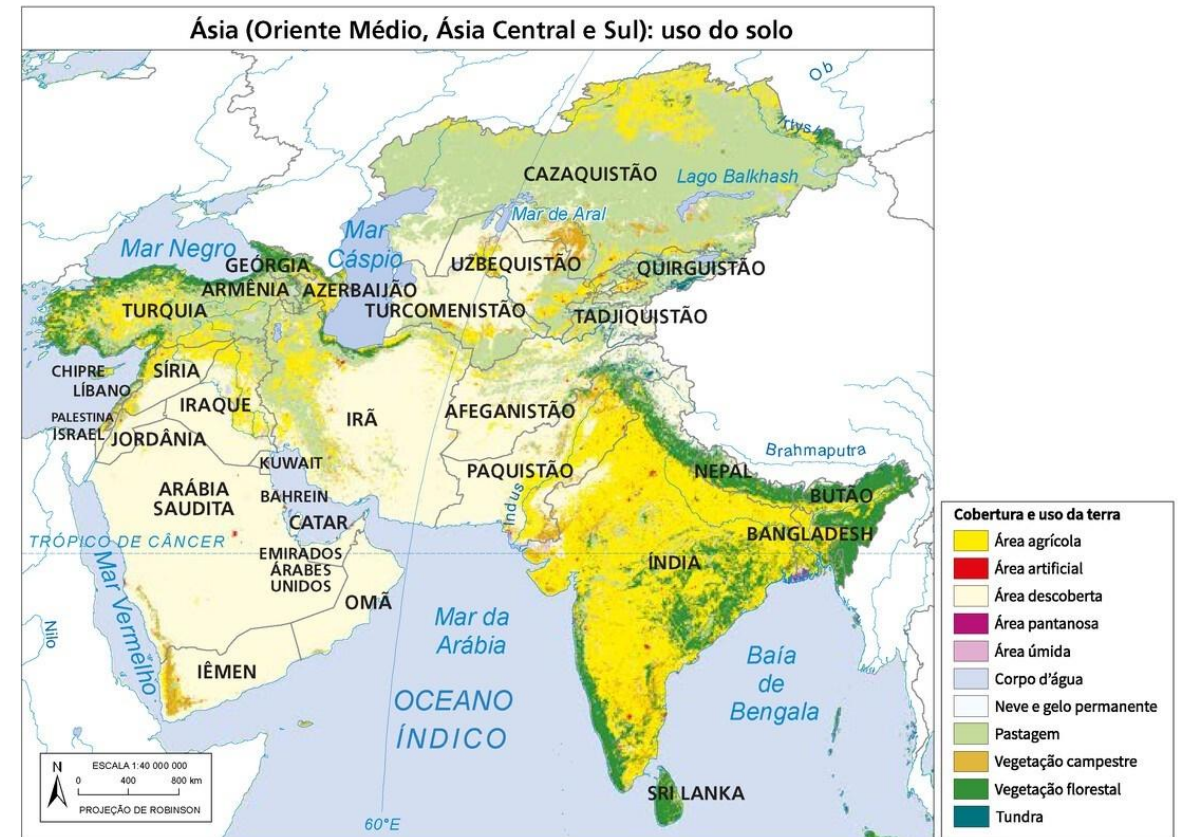 Ásia (Oriente Médio, Ásia Central e Sul): uso do solo
Ob
Irtysh
CAZAQUISTÃO
Lago Balkhash
Mar de Aral
Mar Negro
Mar
Cáspio
GEÓRGIA
UZBEQUISTÃO
QUIRGUISTÃO
ARMÊNIA
AZERBAIJÃO
TURQUIA
TURCOMENISTÃO
TADJIQUISTÃO
CHIPRE
SÍRIA
LÍBANO
IRAQUE
IRÃ
AFEGANISTÃO
PALESTINA
ISRAEL
JORDÂNIA
KUWAIT
PAQUISTÃO
NEPAL
Brahmaputra
ARÁBIA
SAUDITA
BAHREIN
Indus
BUTÃO
CATAR
BANGLADESH
TRÓPICO DE CÂNCER
EMIRADOS
ÁRABES
UNIDOS
ÍNDIA
Mar Vermelho
OMÃ
Nilo
Mar da
Arábia
Baía
de
Bengala
IÊMEN
OCEANO
ÍNDICO
SRI LANKA
60°E
N
ESCALA 1:40 000 000
0 400 800 km
PROJEÇÃO DE ROBINSON
Cobertura e uso da terra
Área agrícola
Área artificial
Área descoberta
Área pantanosa
Área úmida
Corpo d'água
Neve e gelo permanente
Pastagem
Vegetação campestre
Vegetação florestal
Tundra